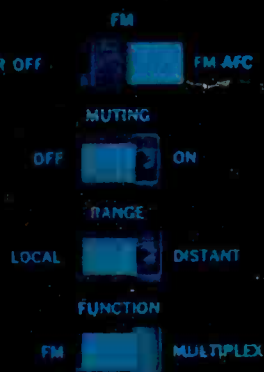 FM
R OFF FM AFC
MUTING
OFF ON
RANGE
LOCAL DISTANT
FUNCTION
FM MULTIPLEX